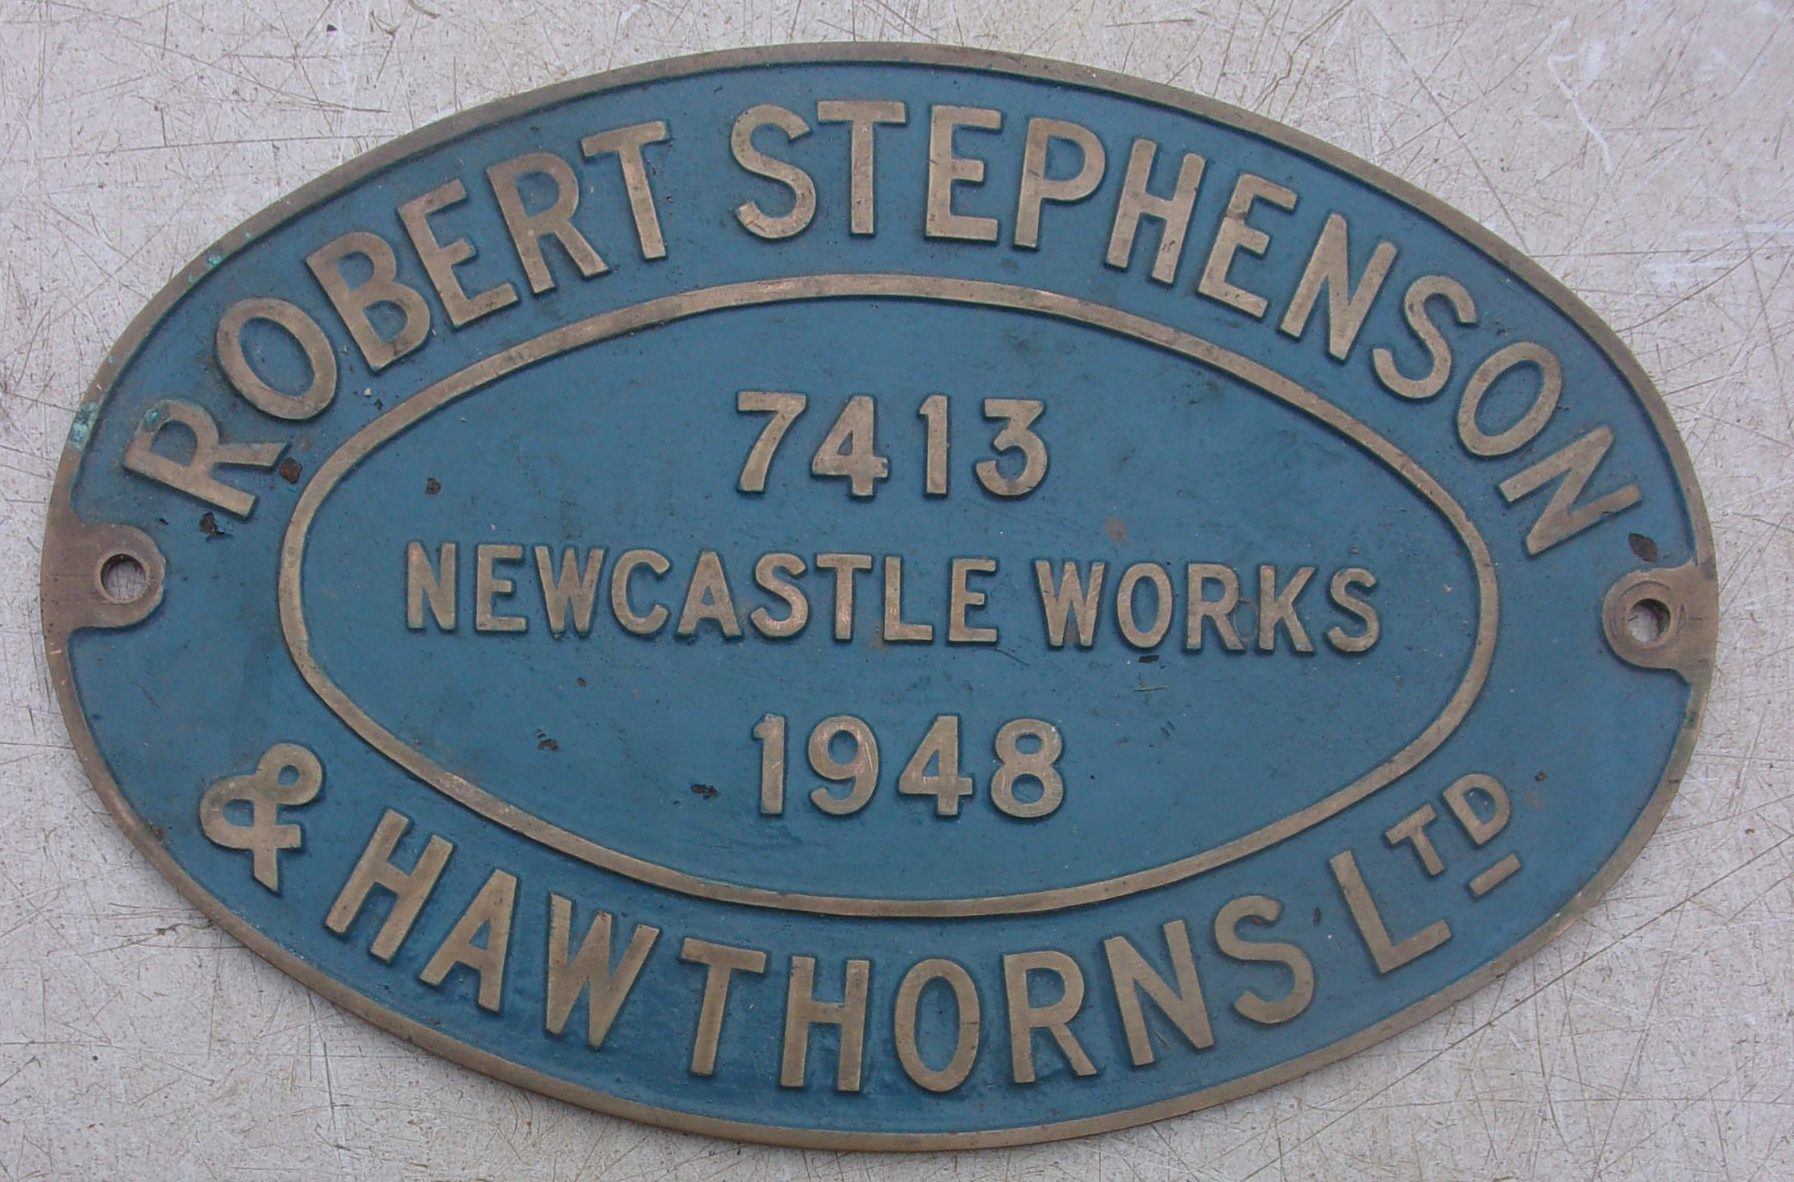 ROBERT STEPHENSON
7413
NEWCASTLE WORKS
1948
& HAWTHORNS LTD